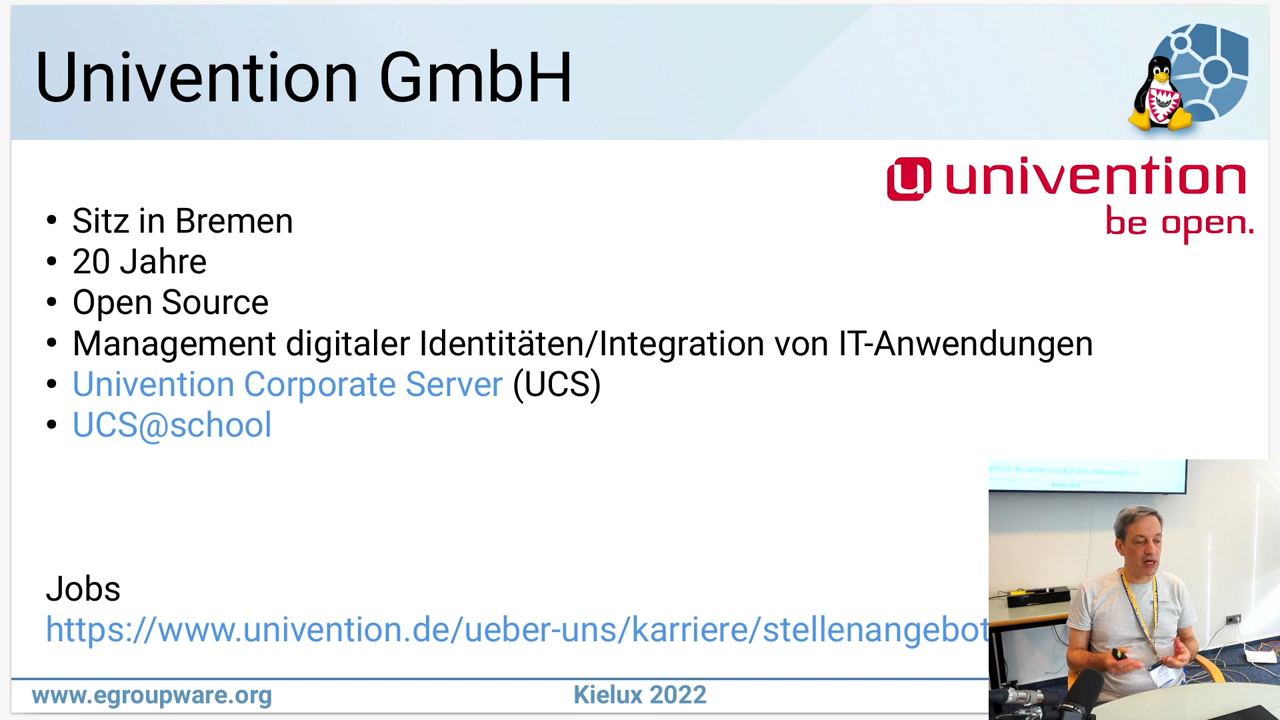 Univention GmbH
univention
be open.
• Sitz in Bremen
• 20 Jahre
• Open Source
• Management digitaler Identitäten/Integration von IT-Anwendungen
• Univention Corporate Server (UCS)
• UCS@school
Jobs
https://www.univention.de/ueber-uns/karriere/stellenangebot
www.egroupware.org
Kielux 2022